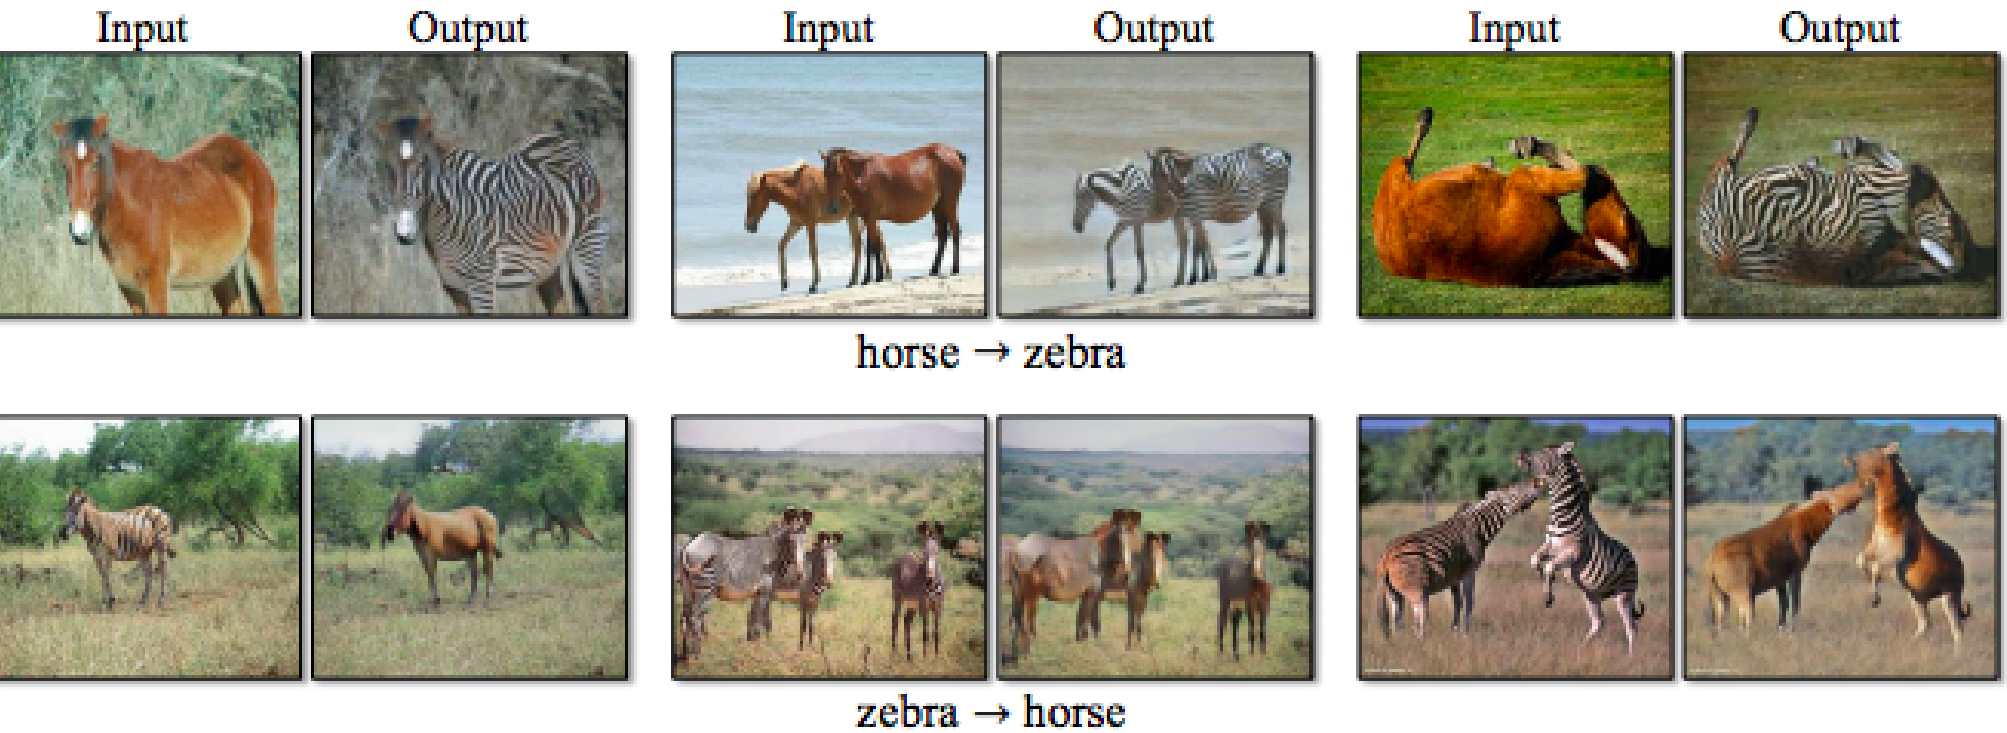 Input Output Input Output Input Output
horse → zebra
zebra → horse